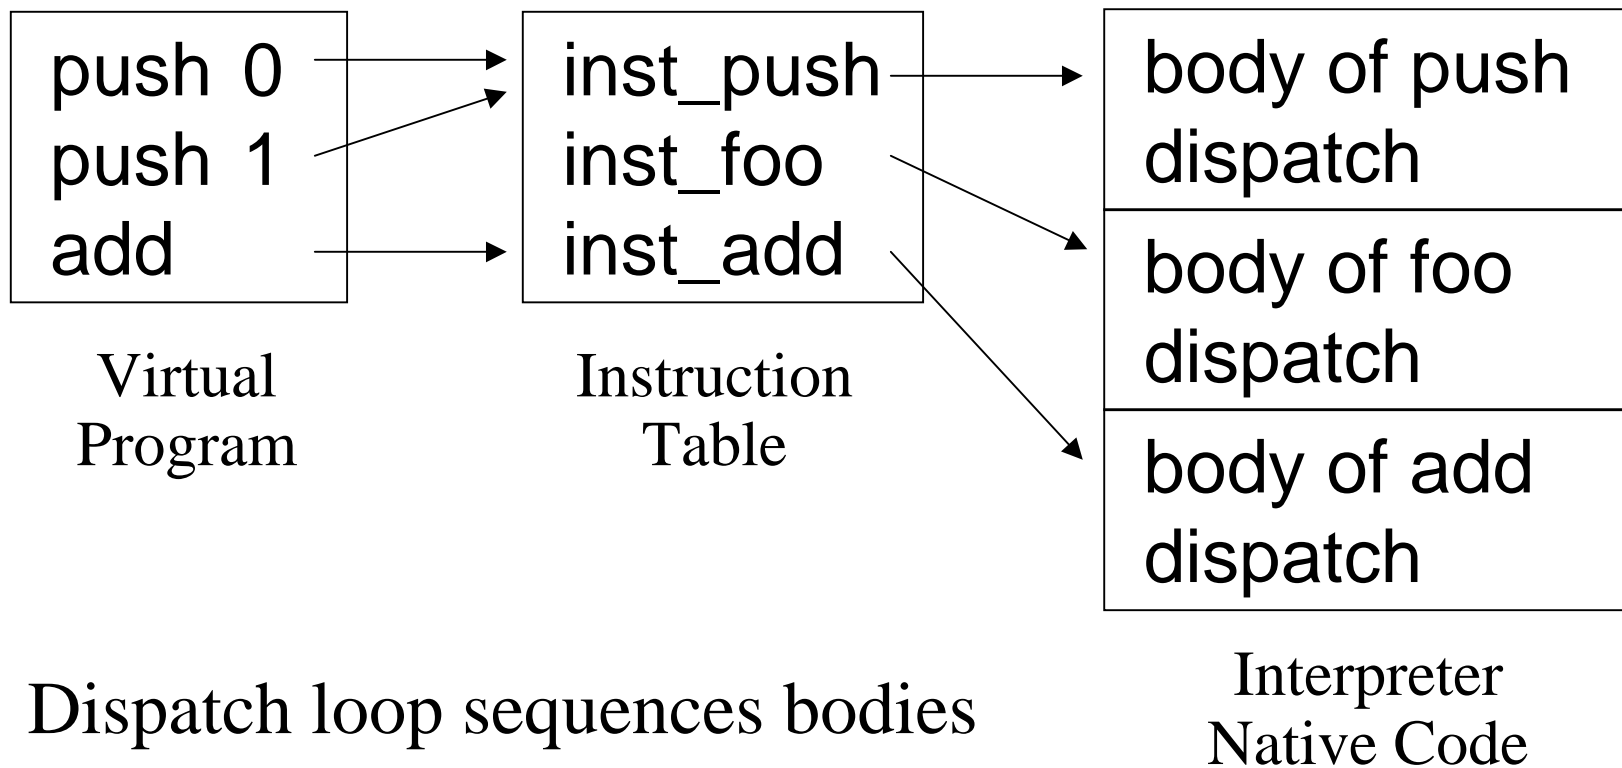 push 0
push 1
add
Virtual
Program
inst_push
inst_foo
inst_add
Instruction
Table
body of push
dispatch
body of foo
dispatch
body of add
dispatch
Interpreter
Native Code
Dispatch loop sequences bodies